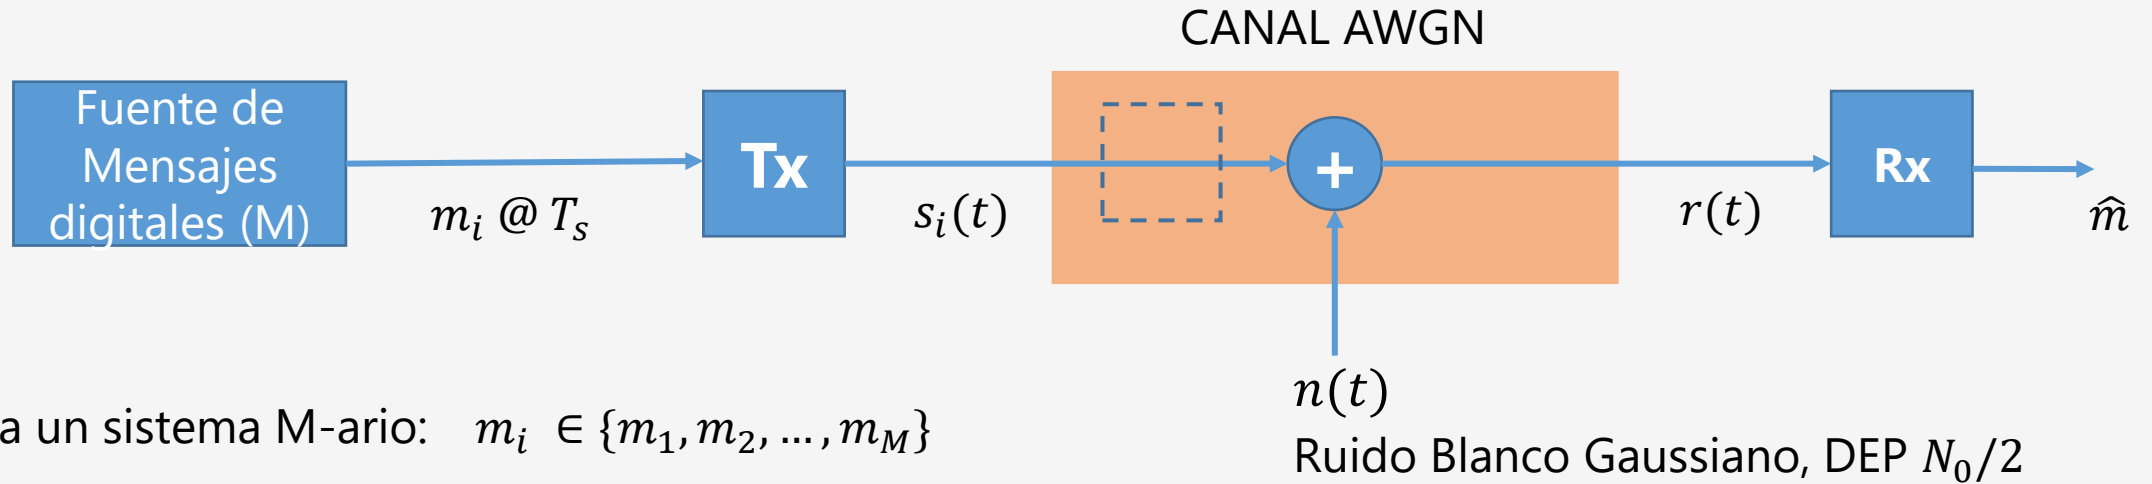 CANAL AWGN
Fuente de
Mensajes
digitales (M)
m_i @ T_s
Tx
s_i(t)
+
r(t)
Rx
m̂
n(t)
a un sistema M-ario: m_i ∈ {m_1, m_2, … , m_M}
Ruido Blanco Gaussiano, DEP N_0/2